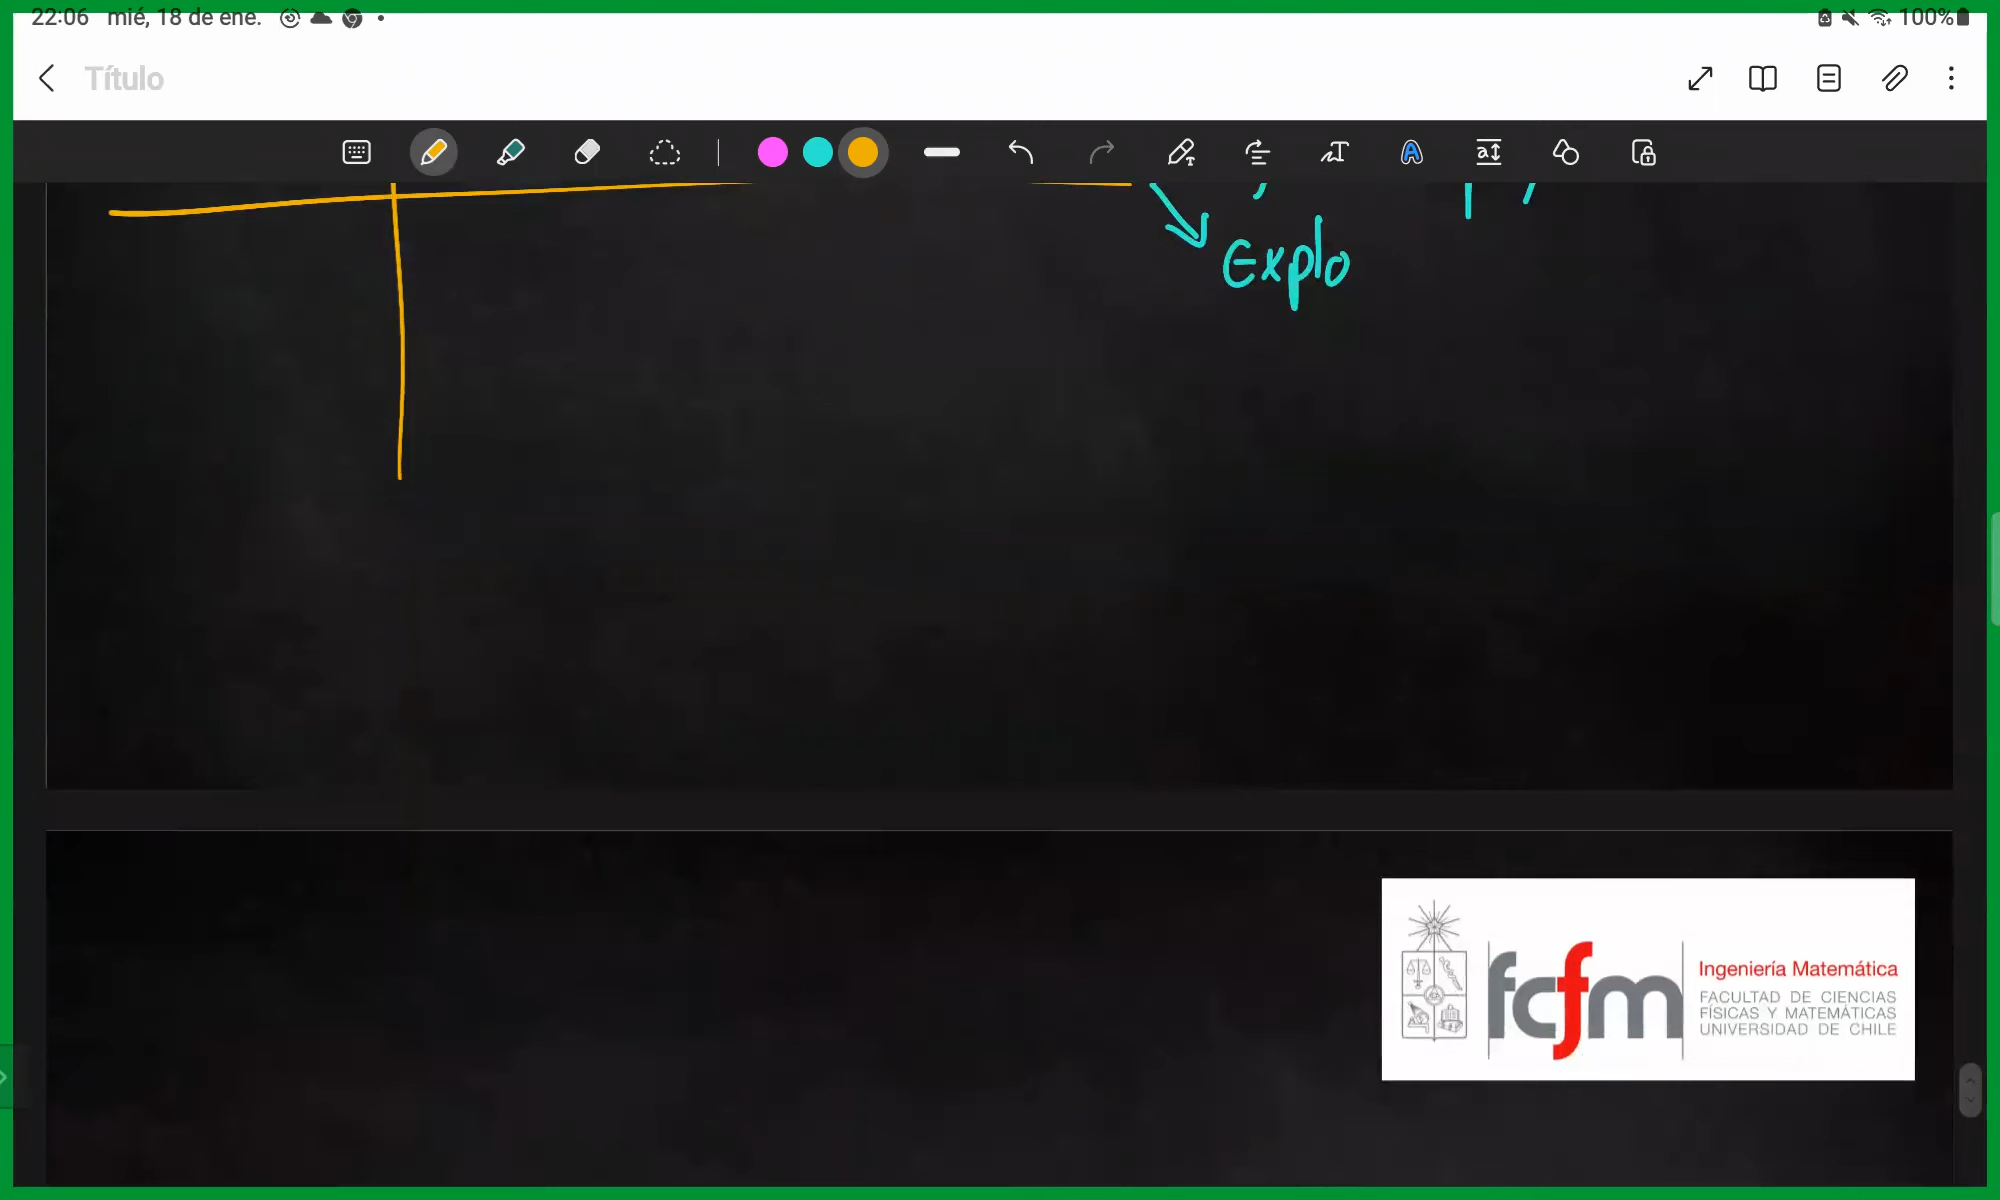 22:06 mié, 18 de ene. 100%
Título
Explo
fcfm
Ingeniería Matemática
FACULTAD DE CIENCIAS
FÍSICAS Y MATEMÁTICAS
UNIVERSIDAD DE CHILE